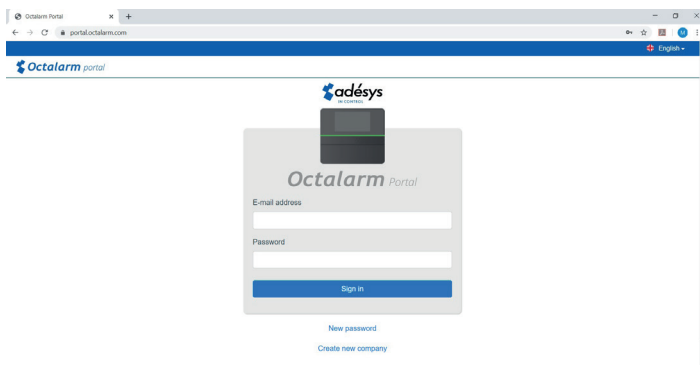 Octalarm Portal
portal.octalarm.com
M
English
Octalarm portal
adésys
IN CONTROL
Octalarm Portal
E-mail address
Password
Sign in
New password
Create new company